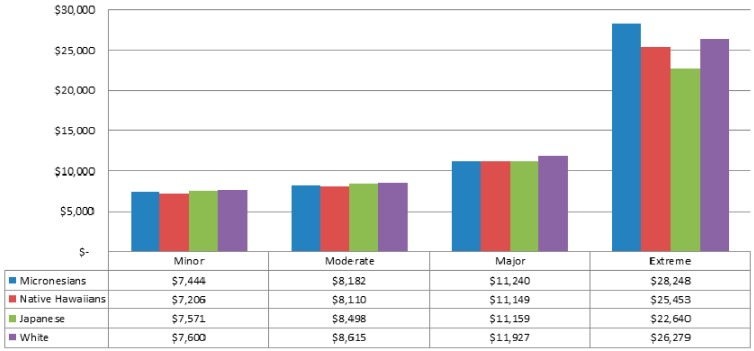 $30,000
$25,000
$20,000
$15,000
$10,000
$5,000
$-
Minor Moderate Major Extreme
Micronesians $7,444 $8,182 $11,240 $28,248
Native Hawaiians $7,206 $8,110 $11,149 $25,453
Japanese $7,571 $8,498 $11,159 $22,640
White $7,600 $8,615 $11,927 $26,279